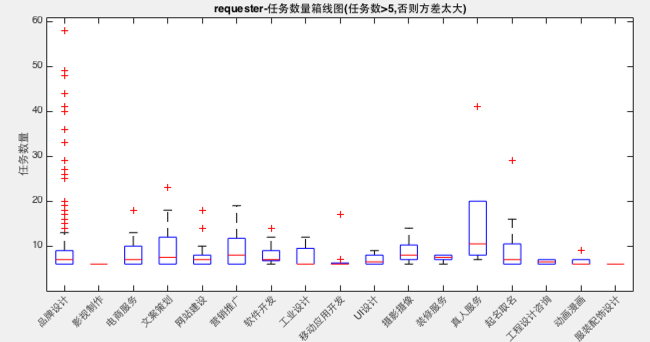 requester-任务数量箱线图(任务数>5,否则方差太大)
任务数量
60
50
40
30
20
10
品牌设计
影视制作
电商服务
文案策划
网站建设
营销推广
软件开发
工业设计
移动应用开发
UI设计
摄影摄像
装修服务
真人服务
起名取名
工程设计咨询
动画漫画
服装配饰设计